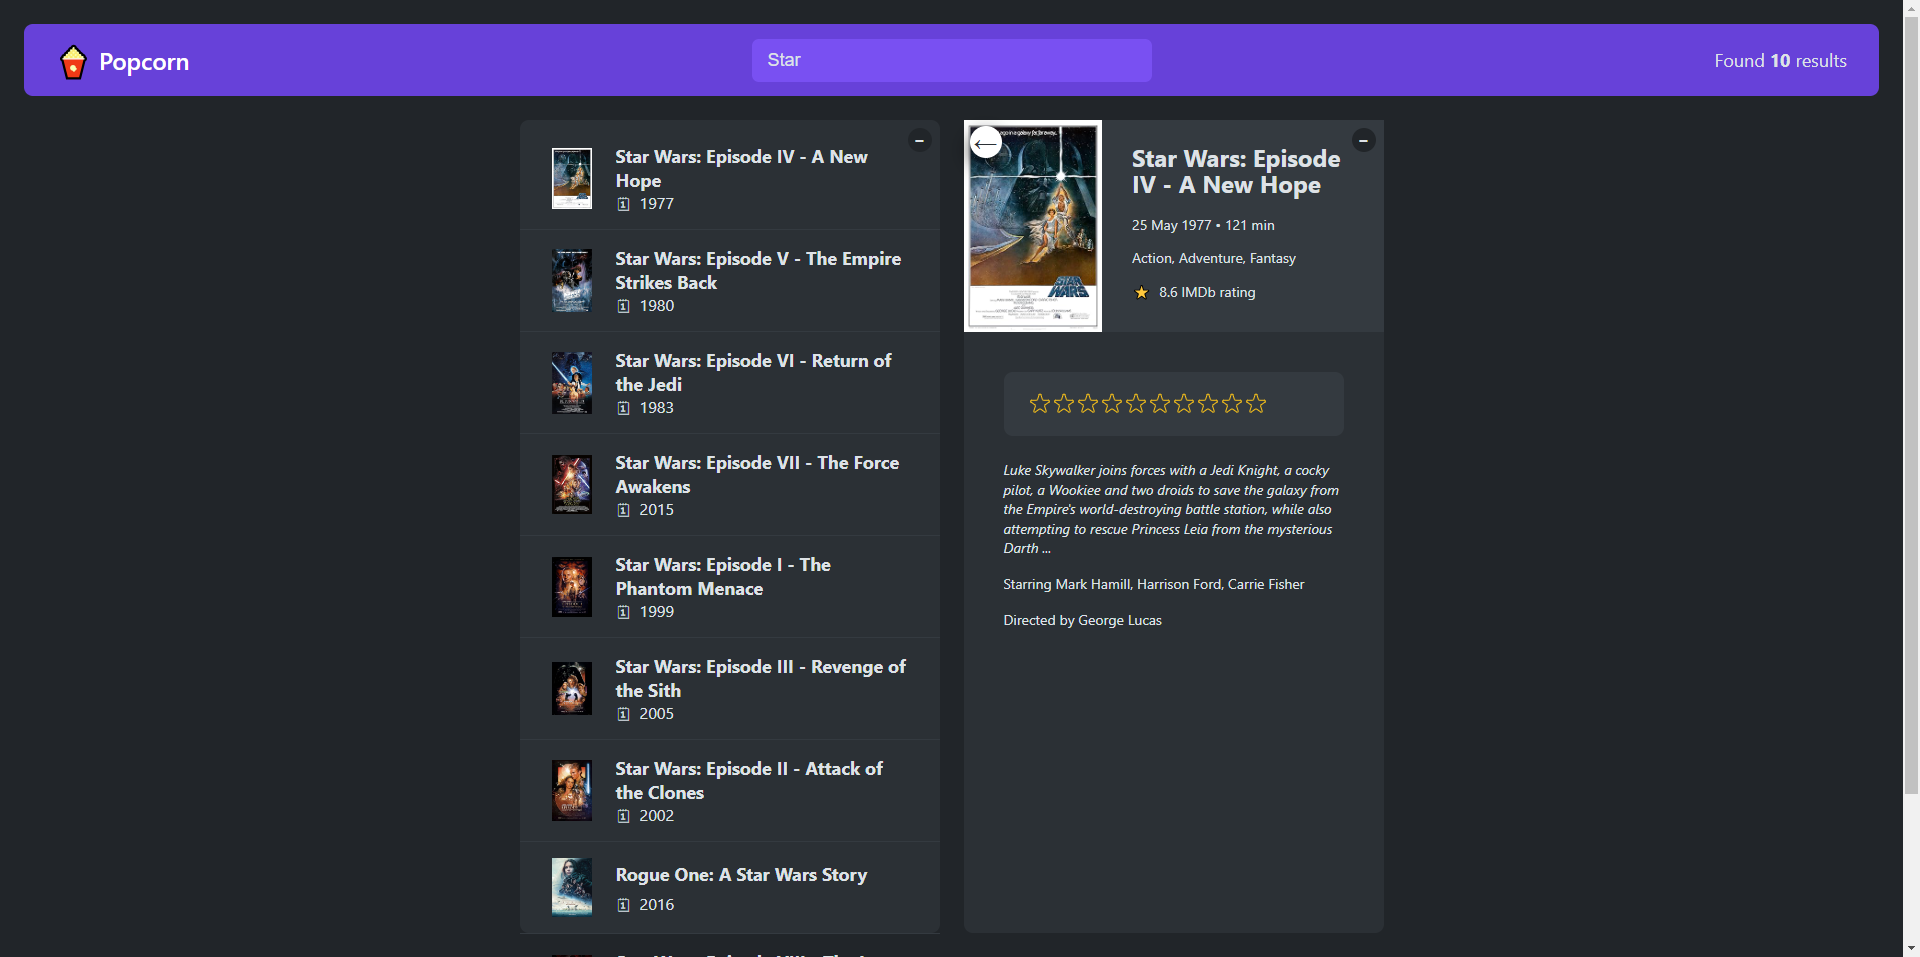 Popcorn
Star
Found 10 results
Star Wars: Episode IV - A New
Hope
1977
Star Wars: Episode V - The Empire
Strikes Back
1980
Star Wars: Episode VI - Return of
the Jedi
1983
Star Wars: Episode VII - The Force
Awakens
2015
Star Wars: Episode I - The
Phantom Menace
1999
Star Wars: Episode III - Revenge of
the Sith
2005
Star Wars: Episode II - Attack of
the Clones
2002
Rogue One: A Star Wars Story
2016
STAR
WARS
Star Wars: Episode
IV - A New Hope
25 May 1977 • 121 min
Action, Adventure, Fantasy
8.6 IMDb rating
Luke Skywalker joins forces with a Jedi Knight, a cocky
pilot, a Wookiee and two droids to save the galaxy from
the Empire's world-destroying battle station, while also
attempting to rescue Princess Leia from the mysterious
Darth ...
Starring Mark Hamill, Harrison Ford, Carrie Fisher
Directed by George Lucas